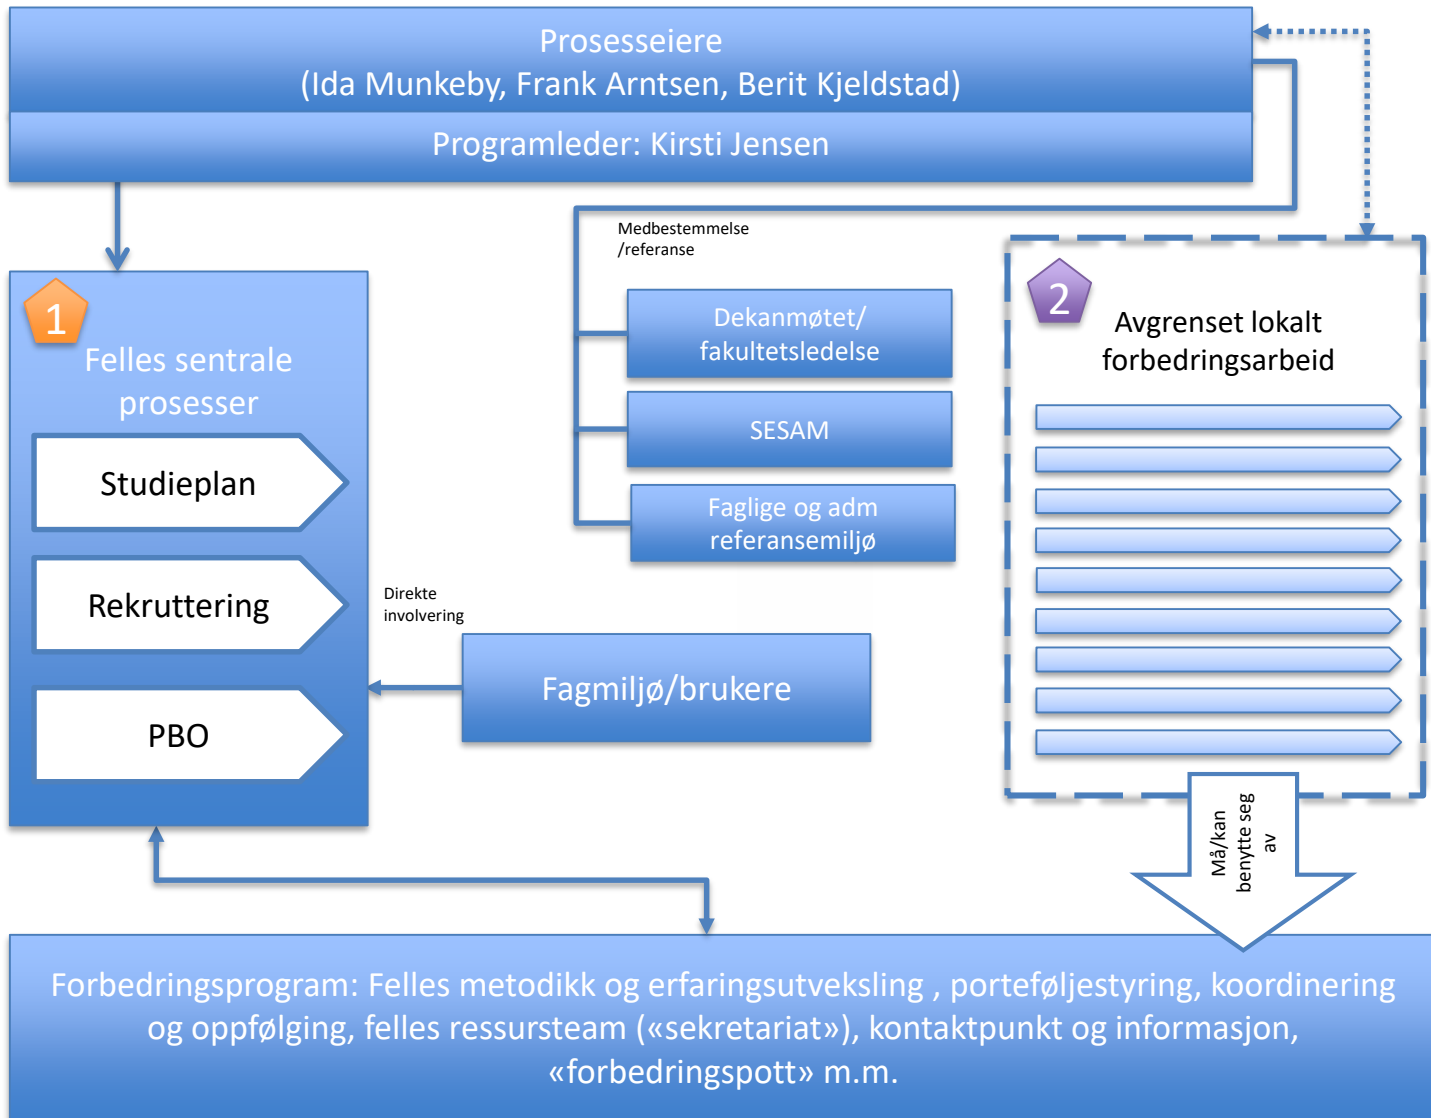 Prosesseiere
(Ida Munkeby, Frank Arntsen, Berit Kjeldstad)
Programleder: Kirsti Jensen
Medbestemmelse
/referanse
1
Felles sentrale
prosesser
Studieplan
Rekruttering
PBO
Dekanmøtet/
fakultetsledelse
SESAM
Faglige og adm
referansemiljø
Direkte
involvering
Fagmiljø/brukere
2
Avgrenset lokalt
forbedringsarbeid
Må/kan
benytte seg
av
Forbedringsprogram: Felles metodikk og erfaringsutveksling , porteføljestyring, koordinering
og oppfølging, felles ressursteam («sekretariat»), kontaktpunkt og informasjon,
«forbedringspott» m.m.